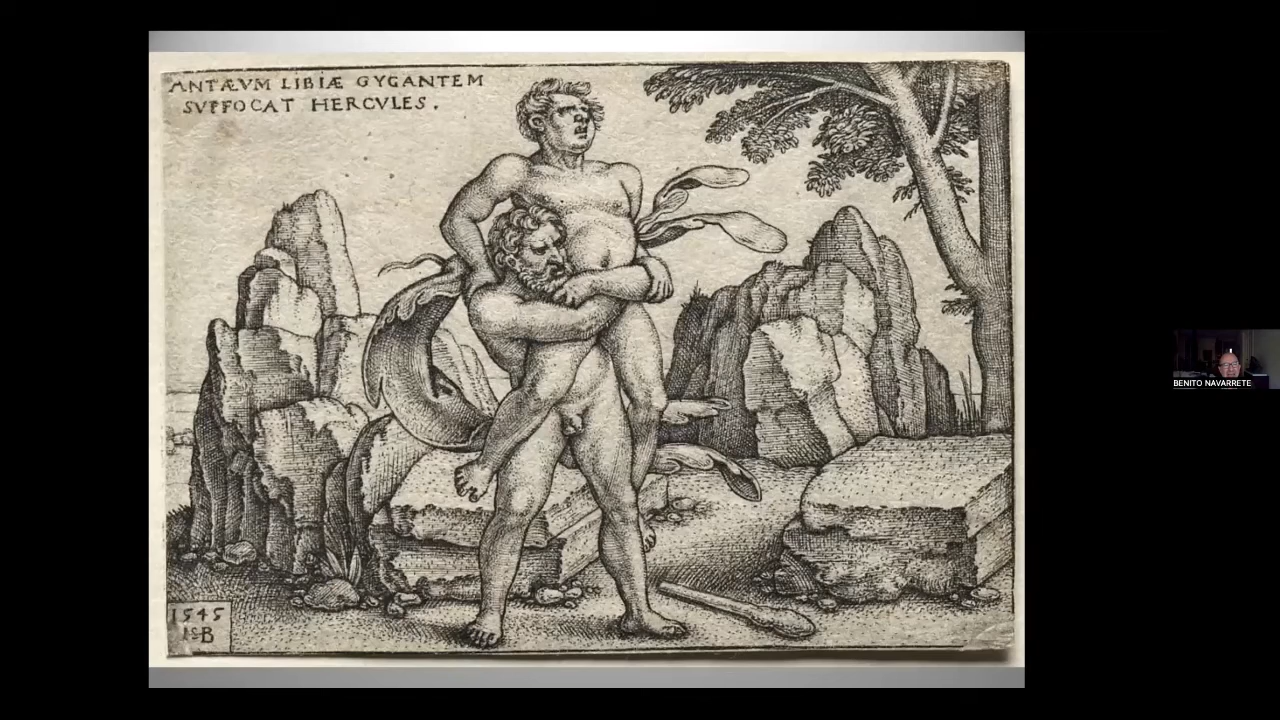 ANTÆVM LIBIÆ GYGANTEM
SVFFOCAT HERCVLES.
1545
HSB
BENITO NAVARRETE